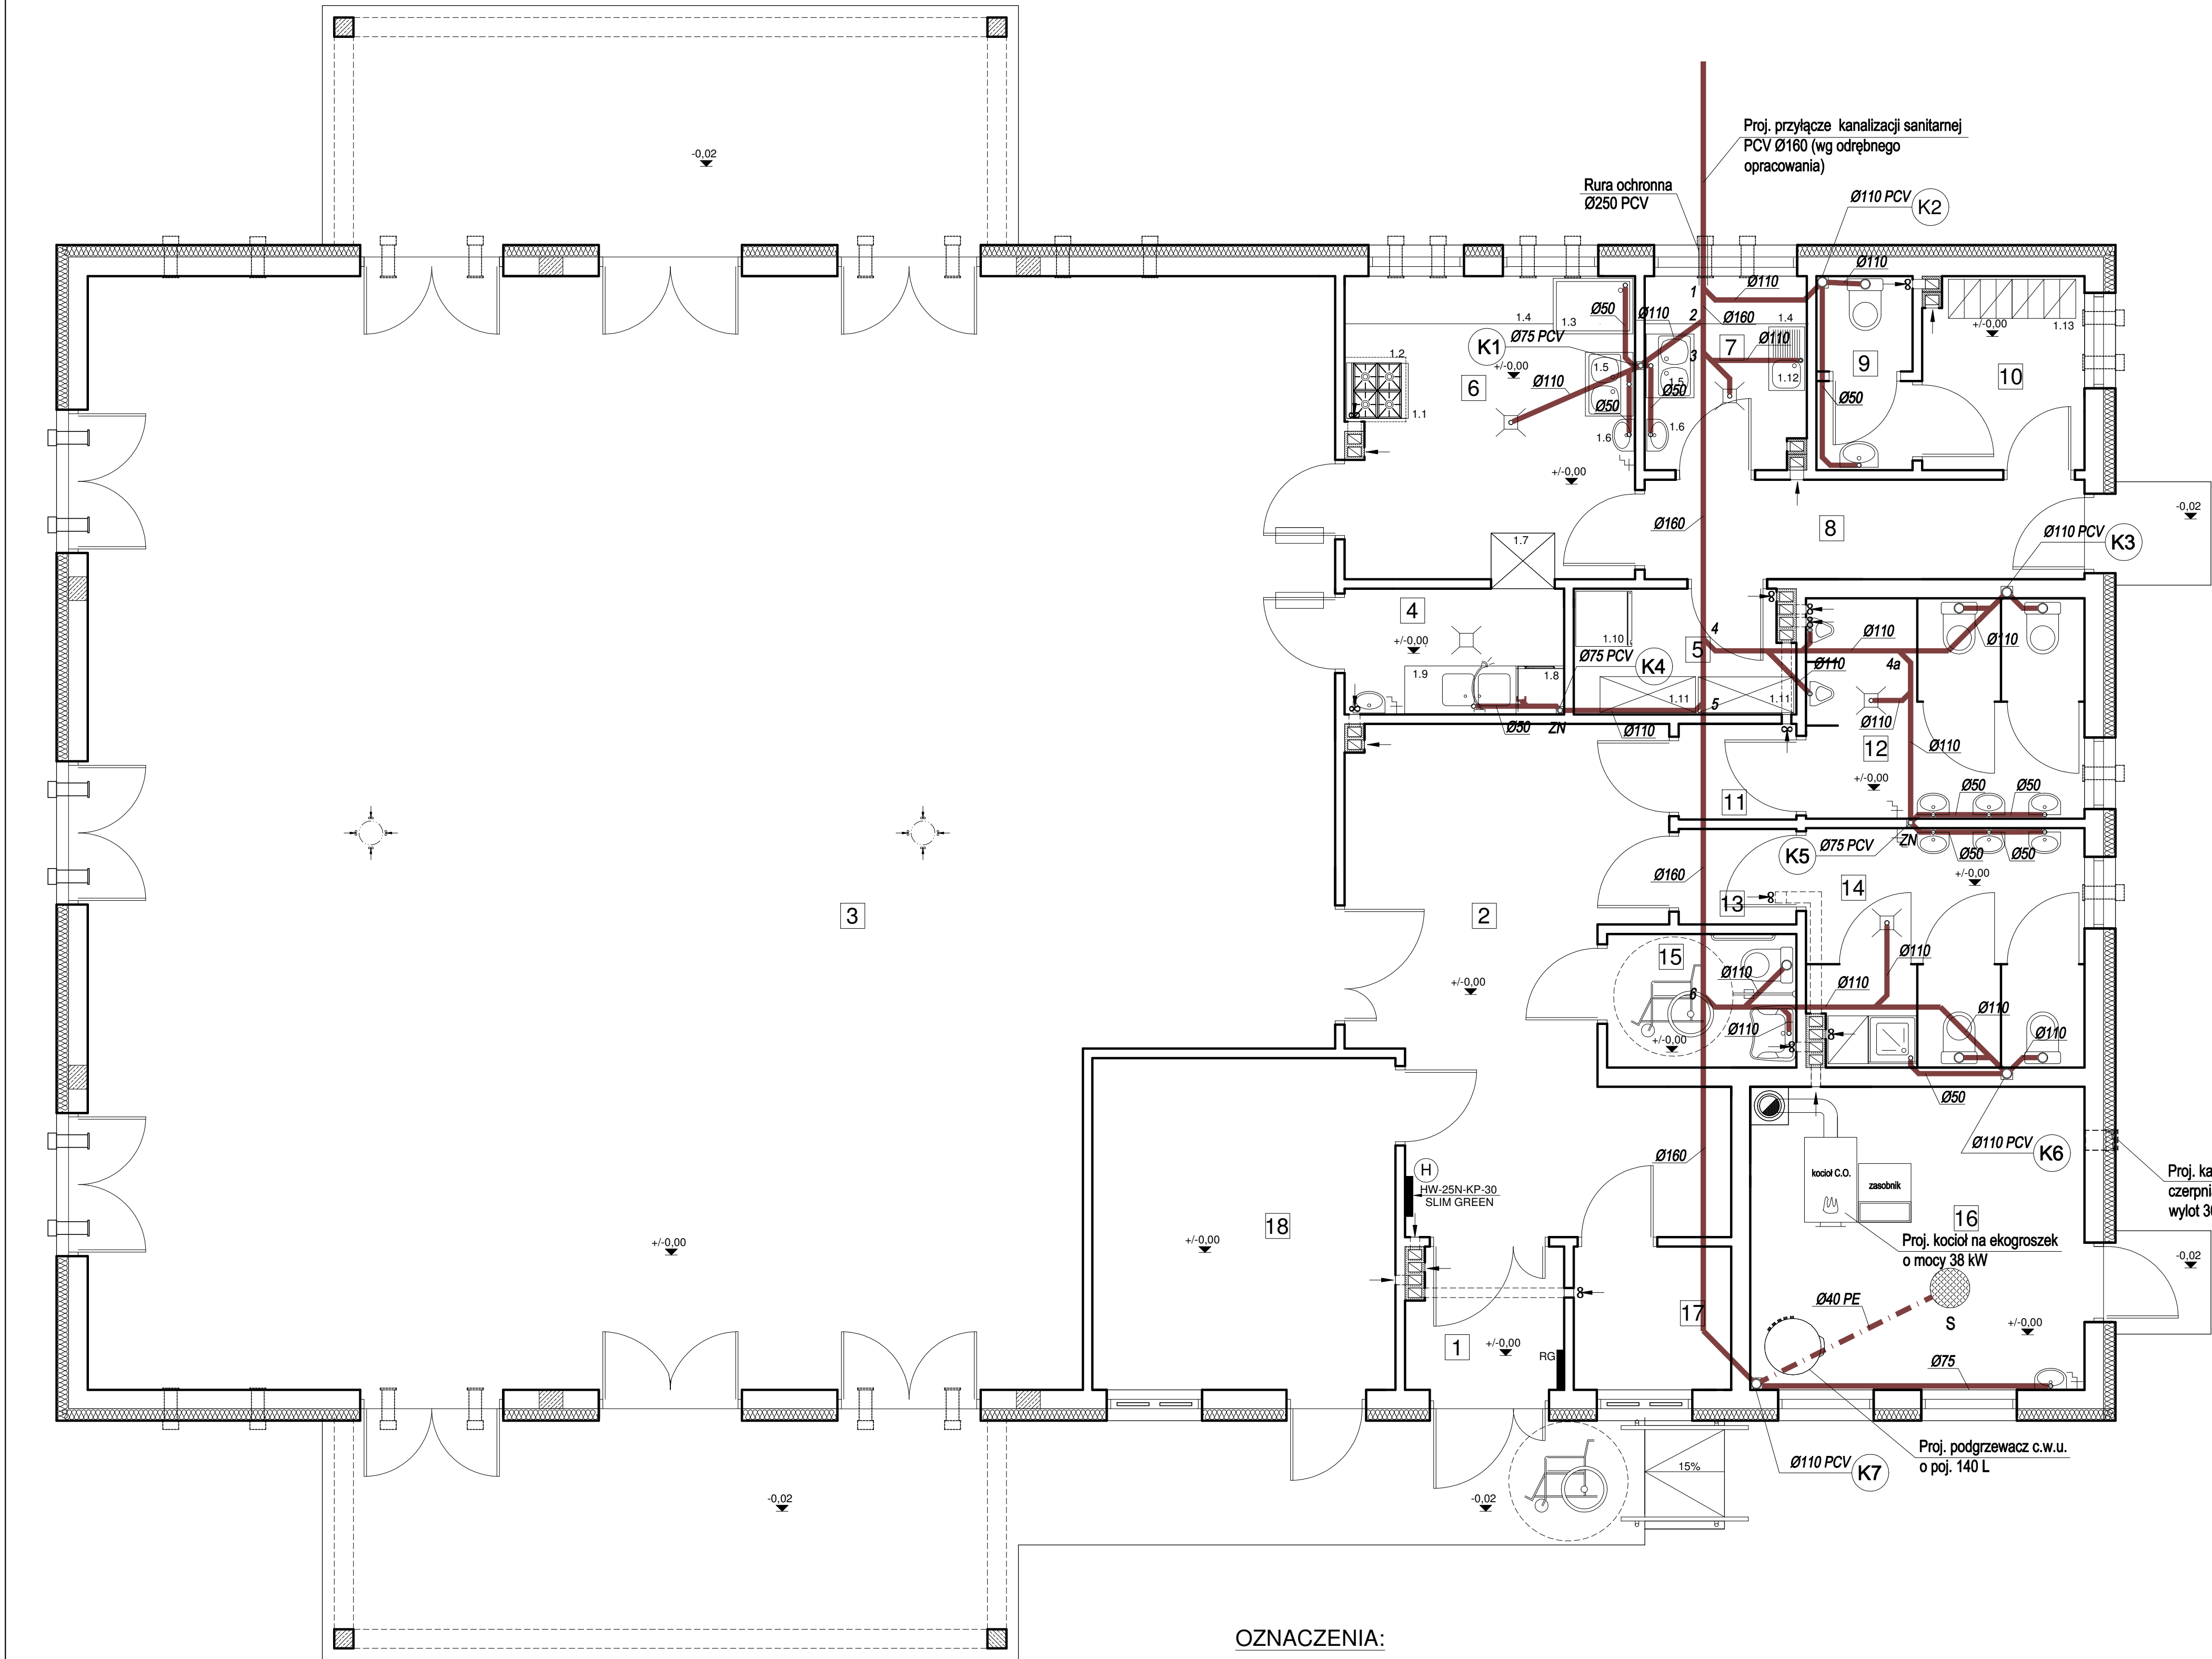 -0,02
Proj. przyłącze kanalizacji sanitarnej
PCV Ø160 (wg odrębnego
opracowania)
Rura ochronna
Ø250 PCV
Ø110 PCV
K2
1
Ø110
Ø110
2
Ø160
Ø50
Ø110
1.4
1.3
1.4
+/-0,00
1.13
K1
Ø75 PCV
3
7
Ø110
9
10
1.2
6
+/-0,00
1.5
1.5
1.12
Ø110
Ø50
Ø50
Ø50
1.1
1.6
1.6
+/-0,00
-0,02
Ø160
8
Ø110 PCV
K3
1.7
4
+/-0,00
1.10
4
5
Ø110
Ø110
Ø75 PCV
K4
Ø110
4a
1.9
1.8
1.11
1.11
5
Ø110
Ø50
ZN
Ø110
12
Ø110
+/-0,00
Ø50
Ø50
11
3
K5
Ø75 PCV
ZN
Ø50
Ø50
Ø160
+/-0,00
2
13
14
15
Ø110
Ø110
Ø110
+/-0,00
6
Ø110
Ø110
Ø110
+/-0,00
Ø50
Ø110 PCV
K6
Ø160
H
HW-25N-KP-30
SLIM GREEN
kocioł C.O.
zasobnik
Proj. ka
czerpni
wylot 30
18
16
+/-0,00
+/-0,00
Proj. kocioł na ekogroszek
o mocy 38 kW
-0,02
17
Ø40 PE
S
+/-0,00
1
+/-0,00
RG
Ø75
Proj. podgrzewacz c.w.u.
o poj. 140 L
Ø110 PCV
K7
15%
-0,02
-0,02
OZNACZENIA: